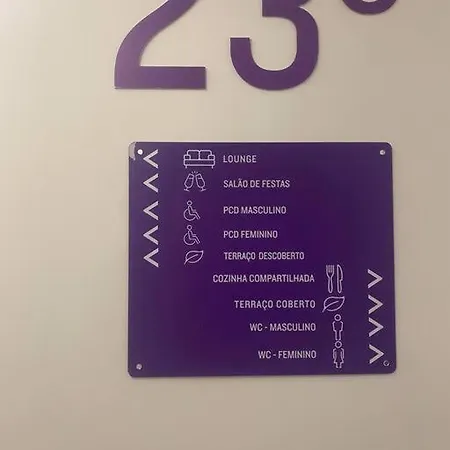 23º
LOUNGE
SALÃO DE FESTAS
PCD MASCULINO
PCD FEMININO
TERRAÇO DESCOBERTO
COZINHA COMPARTILHADA
TERRAÇO COBERTO
WC - MASCULINO
WC - FEMININO